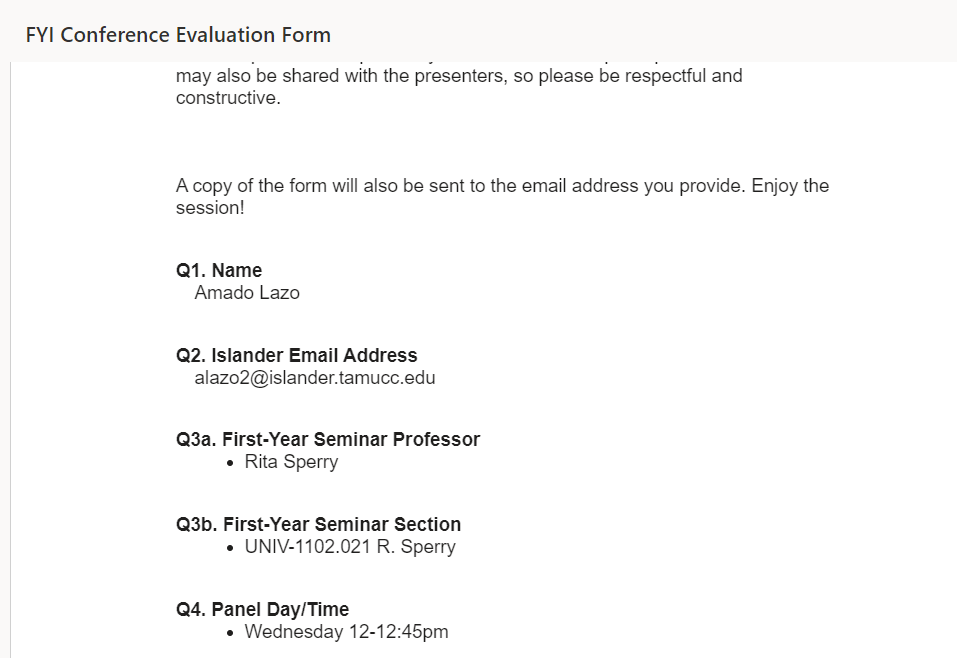 FYI Conference Evaluation Form
may also be shared with the presenters, so please be respectful and
constructive.
A copy of the form will also be sent to the email address you provide. Enjoy the
session!
Q1. Name
Amado Lazo
Q2. Islander Email Address
alazo2@islander.tamucc.edu
Q3a. First-Year Seminar Professor
• Rita Sperry
Q3b. First-Year Seminar Section
• UNIV-1102.021 R. Sperry
Q4. Panel Day/Time
• Wednesday 12-12:45pm